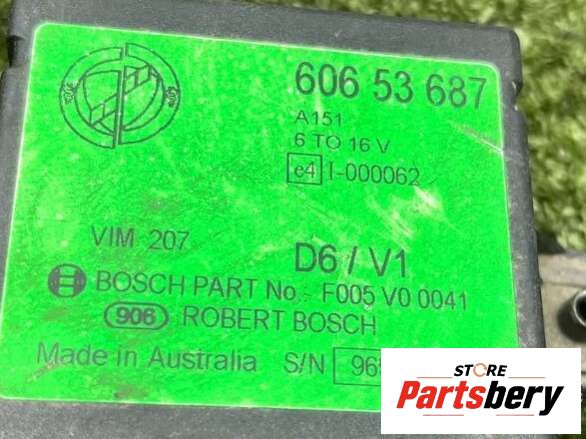 606 53 687
A151
6 TO 16 V
e4 I-000062
VIM 207
D6 / V1
BOSCH PART No. F005 V0 0041
906 ROBERT BOSCH
Made in Australia S/N
STORE
Partsbery